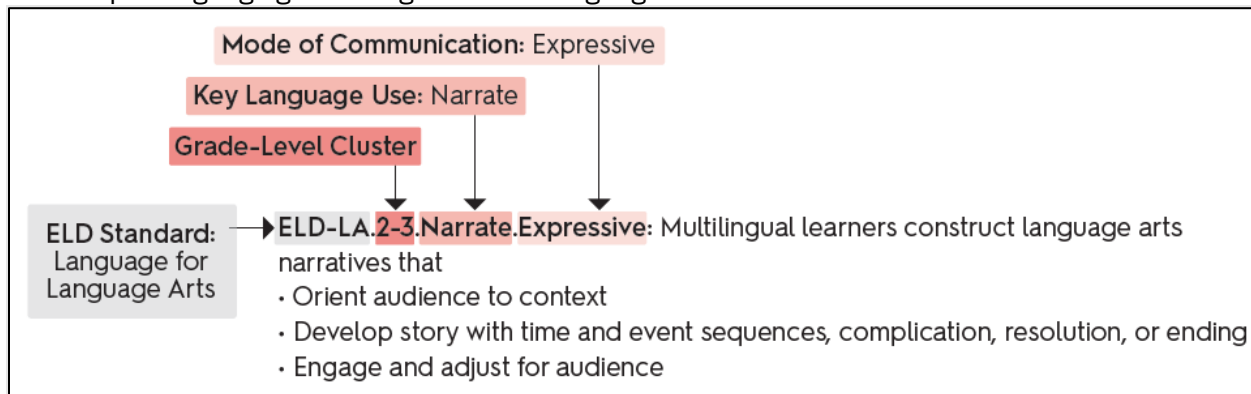 Mode of Communication: Expressive
Key Language Use: Narrate
Grade-Level Cluster
ELD Standard:
Language for
Language Arts
ELD-LA.2-3.Narrate.Expressive: Multilingual learners construct language arts
narratives that
• Orient audience to context
• Develop story with time and event sequences, complication, resolution, or ending
• Engage and adjust for audience